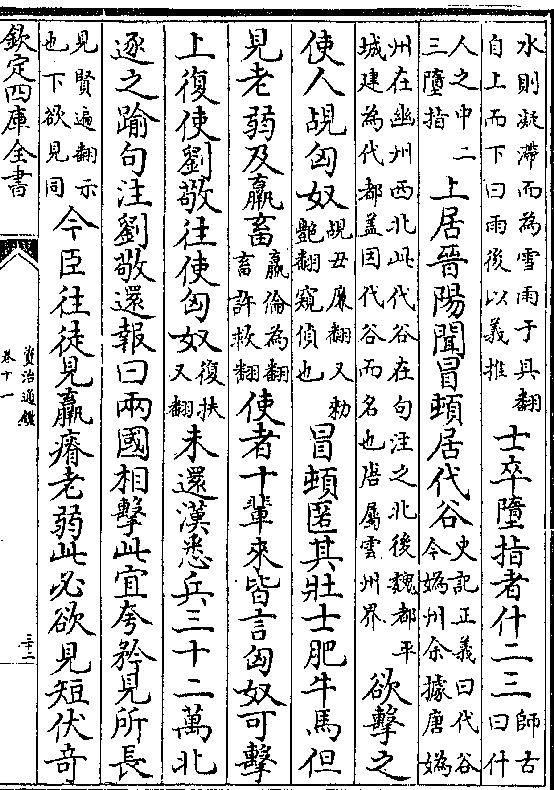 水則凝滯而為雪雨于具翻自上而下曰雨後以義推士卒墮指者什二三師古曰什
人之中二三墮指上居晉陽聞冒頓居代谷史記正義曰代谷今媯州余據唐媯
州在幽州西北此代谷在句注之北後魏都平城建為代都蓋因代谷而名也唐屬雲州界欲擊之
使人覘匈奴覘丑廉翻又勅艷翻窺偵也冒頓匿其壯士肥牛馬但
見老弱及羸畜羸倫為翻畜許救翻使者十輩來皆言匈奴可擊
上復使劉敬往使匈奴復扶又翻未還漢悉兵三十二萬北
逐之踰句注劉敬還報曰兩國相擊此宜夸矜見所長
見賢遍翻示也下欲見同今臣往徒見羸瘠老弱此必欲見短伏奇
欽定四庫全書
資治通鑑
卷十一
三十二